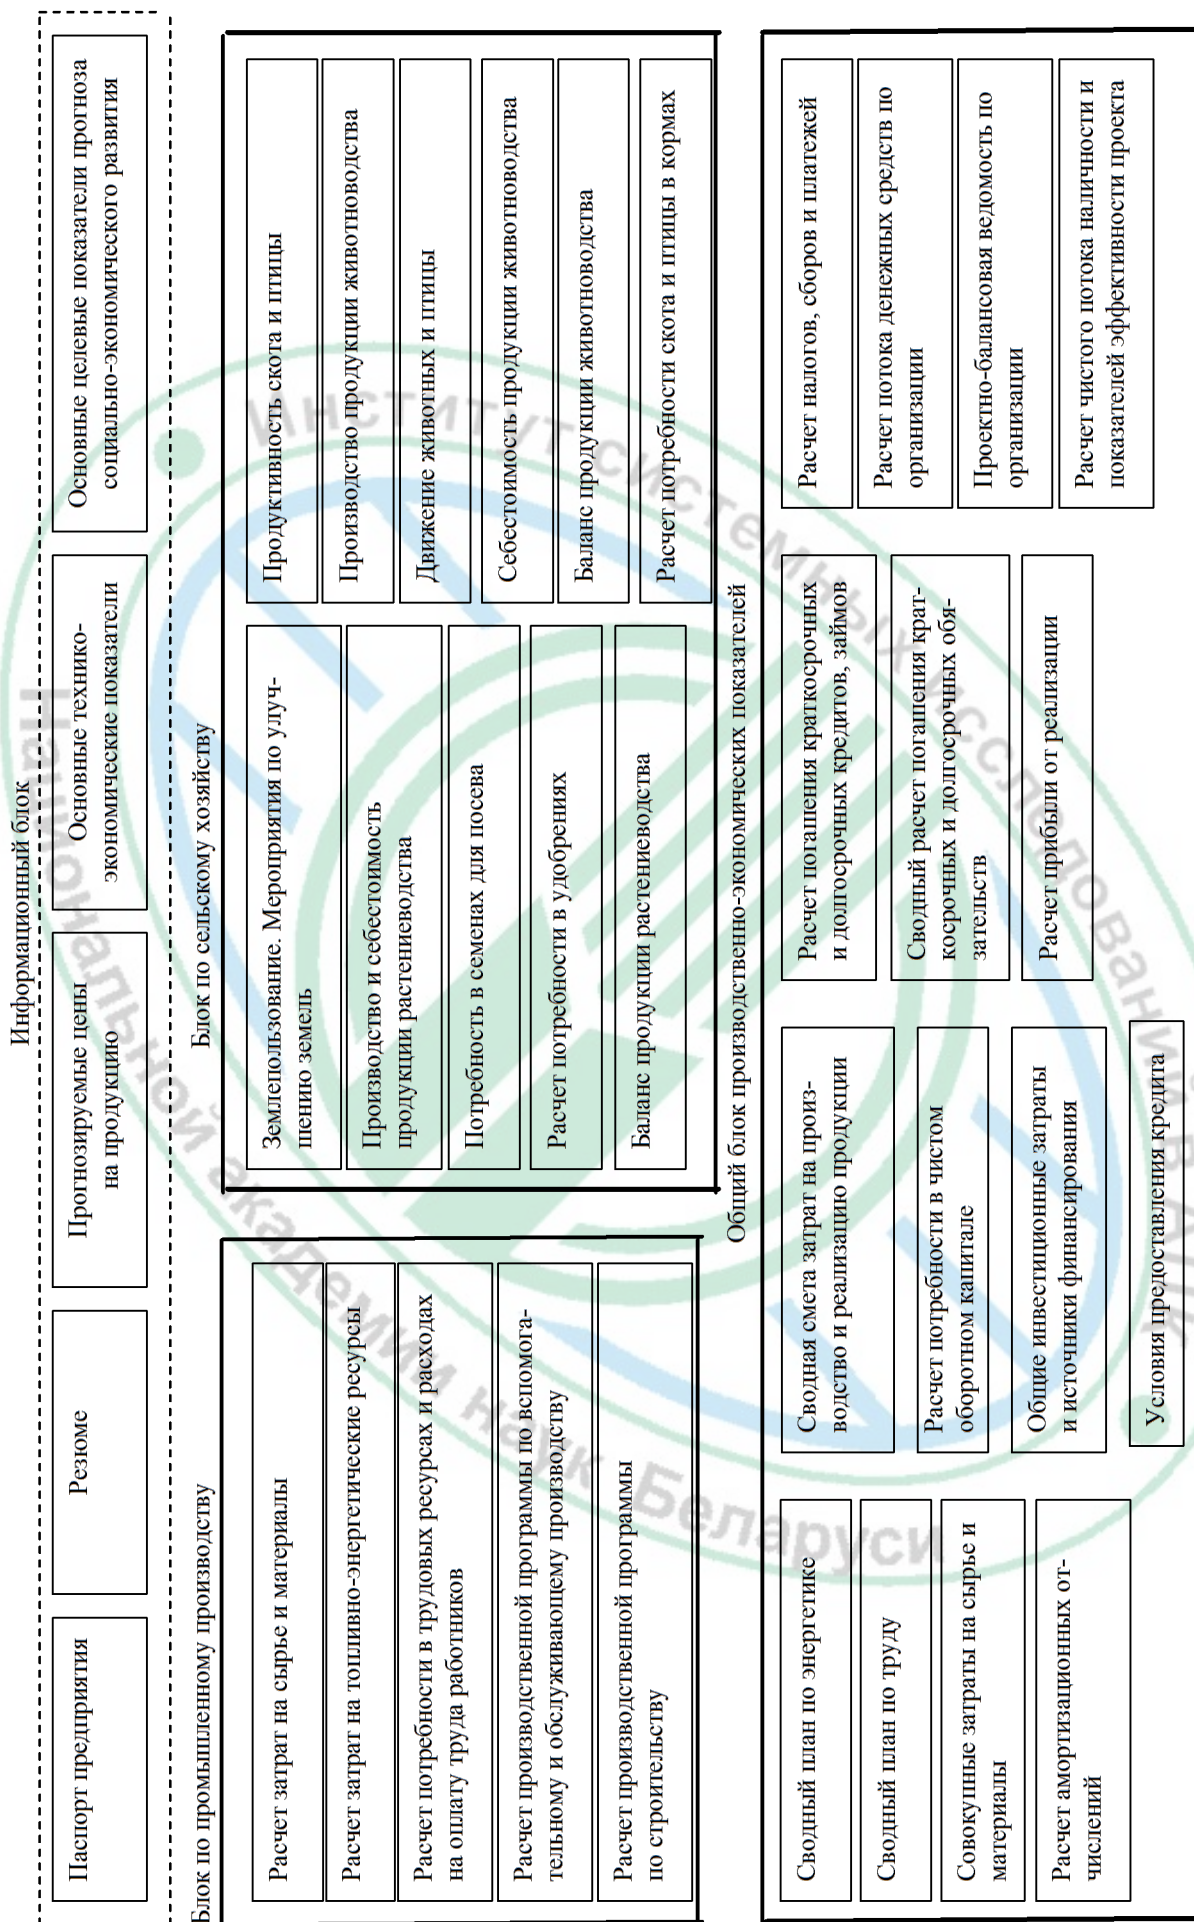 Информационный блок
Паспорт предприятия
Резюме
Прогнозируемые цены
на продукцию
Основные технико-
экономические показатели
Основные целевые показатели прогноза
социально-экономического развития
Блок по промышленному производству
Расчет затрат на сырье и материалы
Расчет затрат на топливно-энергетические ресурсы
Расчет потребности в трудовых ресурсах и расходах
на оплату труда работников
Расчет производственной программы по вспомога-
тельному и обслуживающему производству
Расчет производственной программы
по строительству
Блок по сельскому хозяйству
Землепользование. Мероприятия по улуч-
шению земель
Производство и себестоимость
продукции растениеводства
Потребность в семенах для посева
Расчет потребности в удобрениях
Баланс продукции растениеводства
Продуктивность скота и птицы
Производство продукции животноводства
Движение животных и птицы
Себестоимость продукции животноводства
Баланс продукции животноводства
Расчет потребности скота и птицы в кормах
Общий блок производственно-экономических показателей
Сводный план по энергетике
Сводный план по труду
Совокупные затраты на сырье и
материалы
Расчет амортизационных от-
числений
Сводная смета затрат на произ-
водство и реализацию продукции
Расчет потребности в чистом
оборотном капитале
Общие инвестиционные затраты
и источники финансирования
Условия предоставления кредита
Расчет погашения краткосрочных
и долгосрочных кредитов, займов
Сводный расчет погашения крат-
косрочных и долгосрочных обя-
зательств
Расчет прибыли от реализации
Расчет налогов, сборов и платежей
Расчет потока денежных средств по
организации
Проектно-балансовая ведомость по
организации
Расчет чистого потока наличности и
показателей эффективности проекта
Институт системных исследований в АПК
Национальной академии наук Беларуси